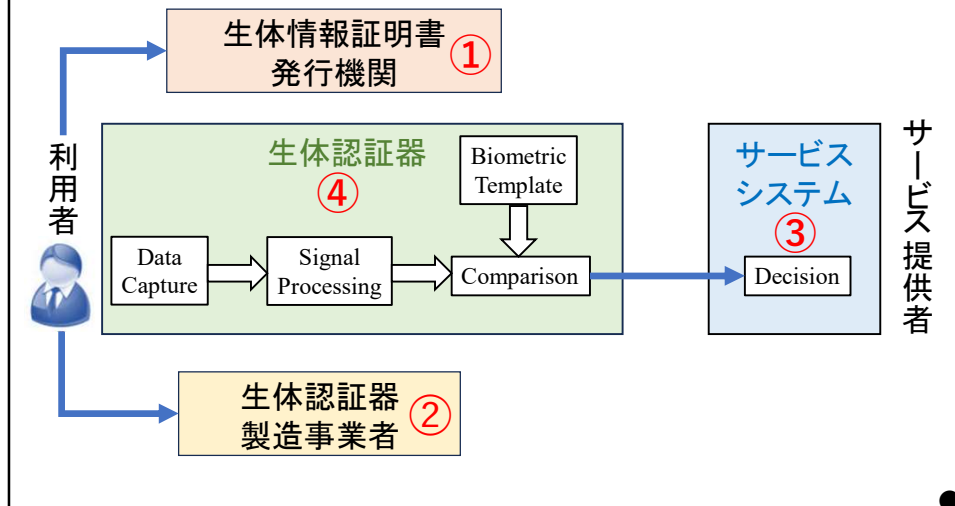 生体情報証明書
発行機関
①
利用者
生体認証器
④
Biometric
Template
Data
Capture
Signal
Processing
Comparison
サービス
システム
③
Decision
サービス提供者
生体認証器
製造事業者
②